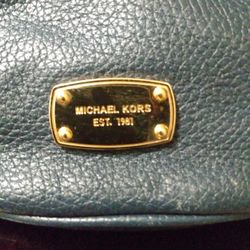 MICHAEL KORS
EST. 1981